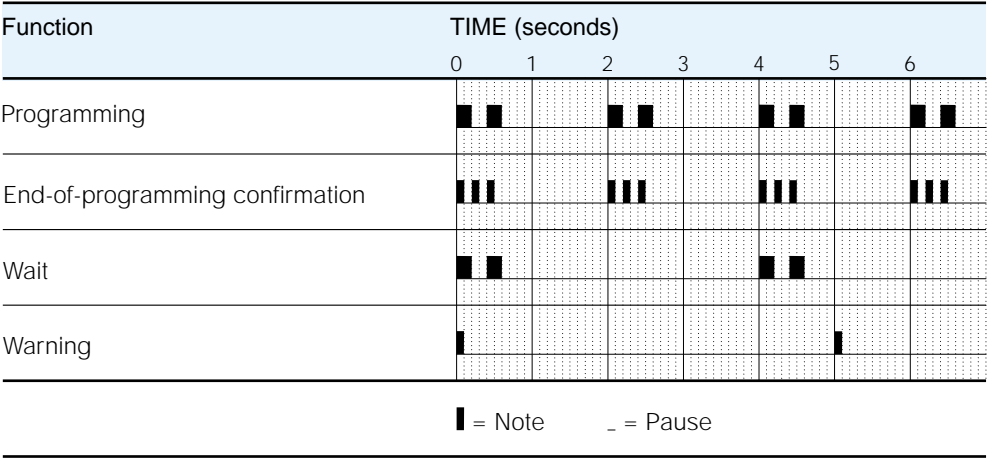 Function TIME (seconds)
0 1 2 3 4 5 6
Programming
End-of-programming confirmation
Wait
Warning
= Note _ = Pause